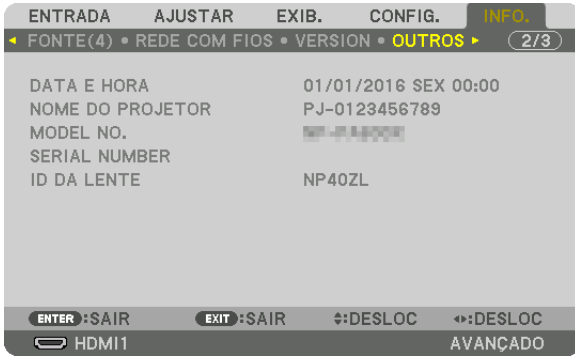 ENTRADA AJUSTAR EXIB. CONFIG. INFO.
◄ FONTE(4) ● REDE COM FIOS ● VERSION ● OUTROS ► 2/3
DATA E HORA 01/01/2016 SEX 00:00
NOME DO PROJETOR PJ-0123456789
MODEL NO.
SERIAL NUMBER
ID DA LENTE NP40ZL
ENTER :SAIR EXIT :SAIR ♦:DESLOC ◂▸:DESLOC
HDMI1 AVANÇADO